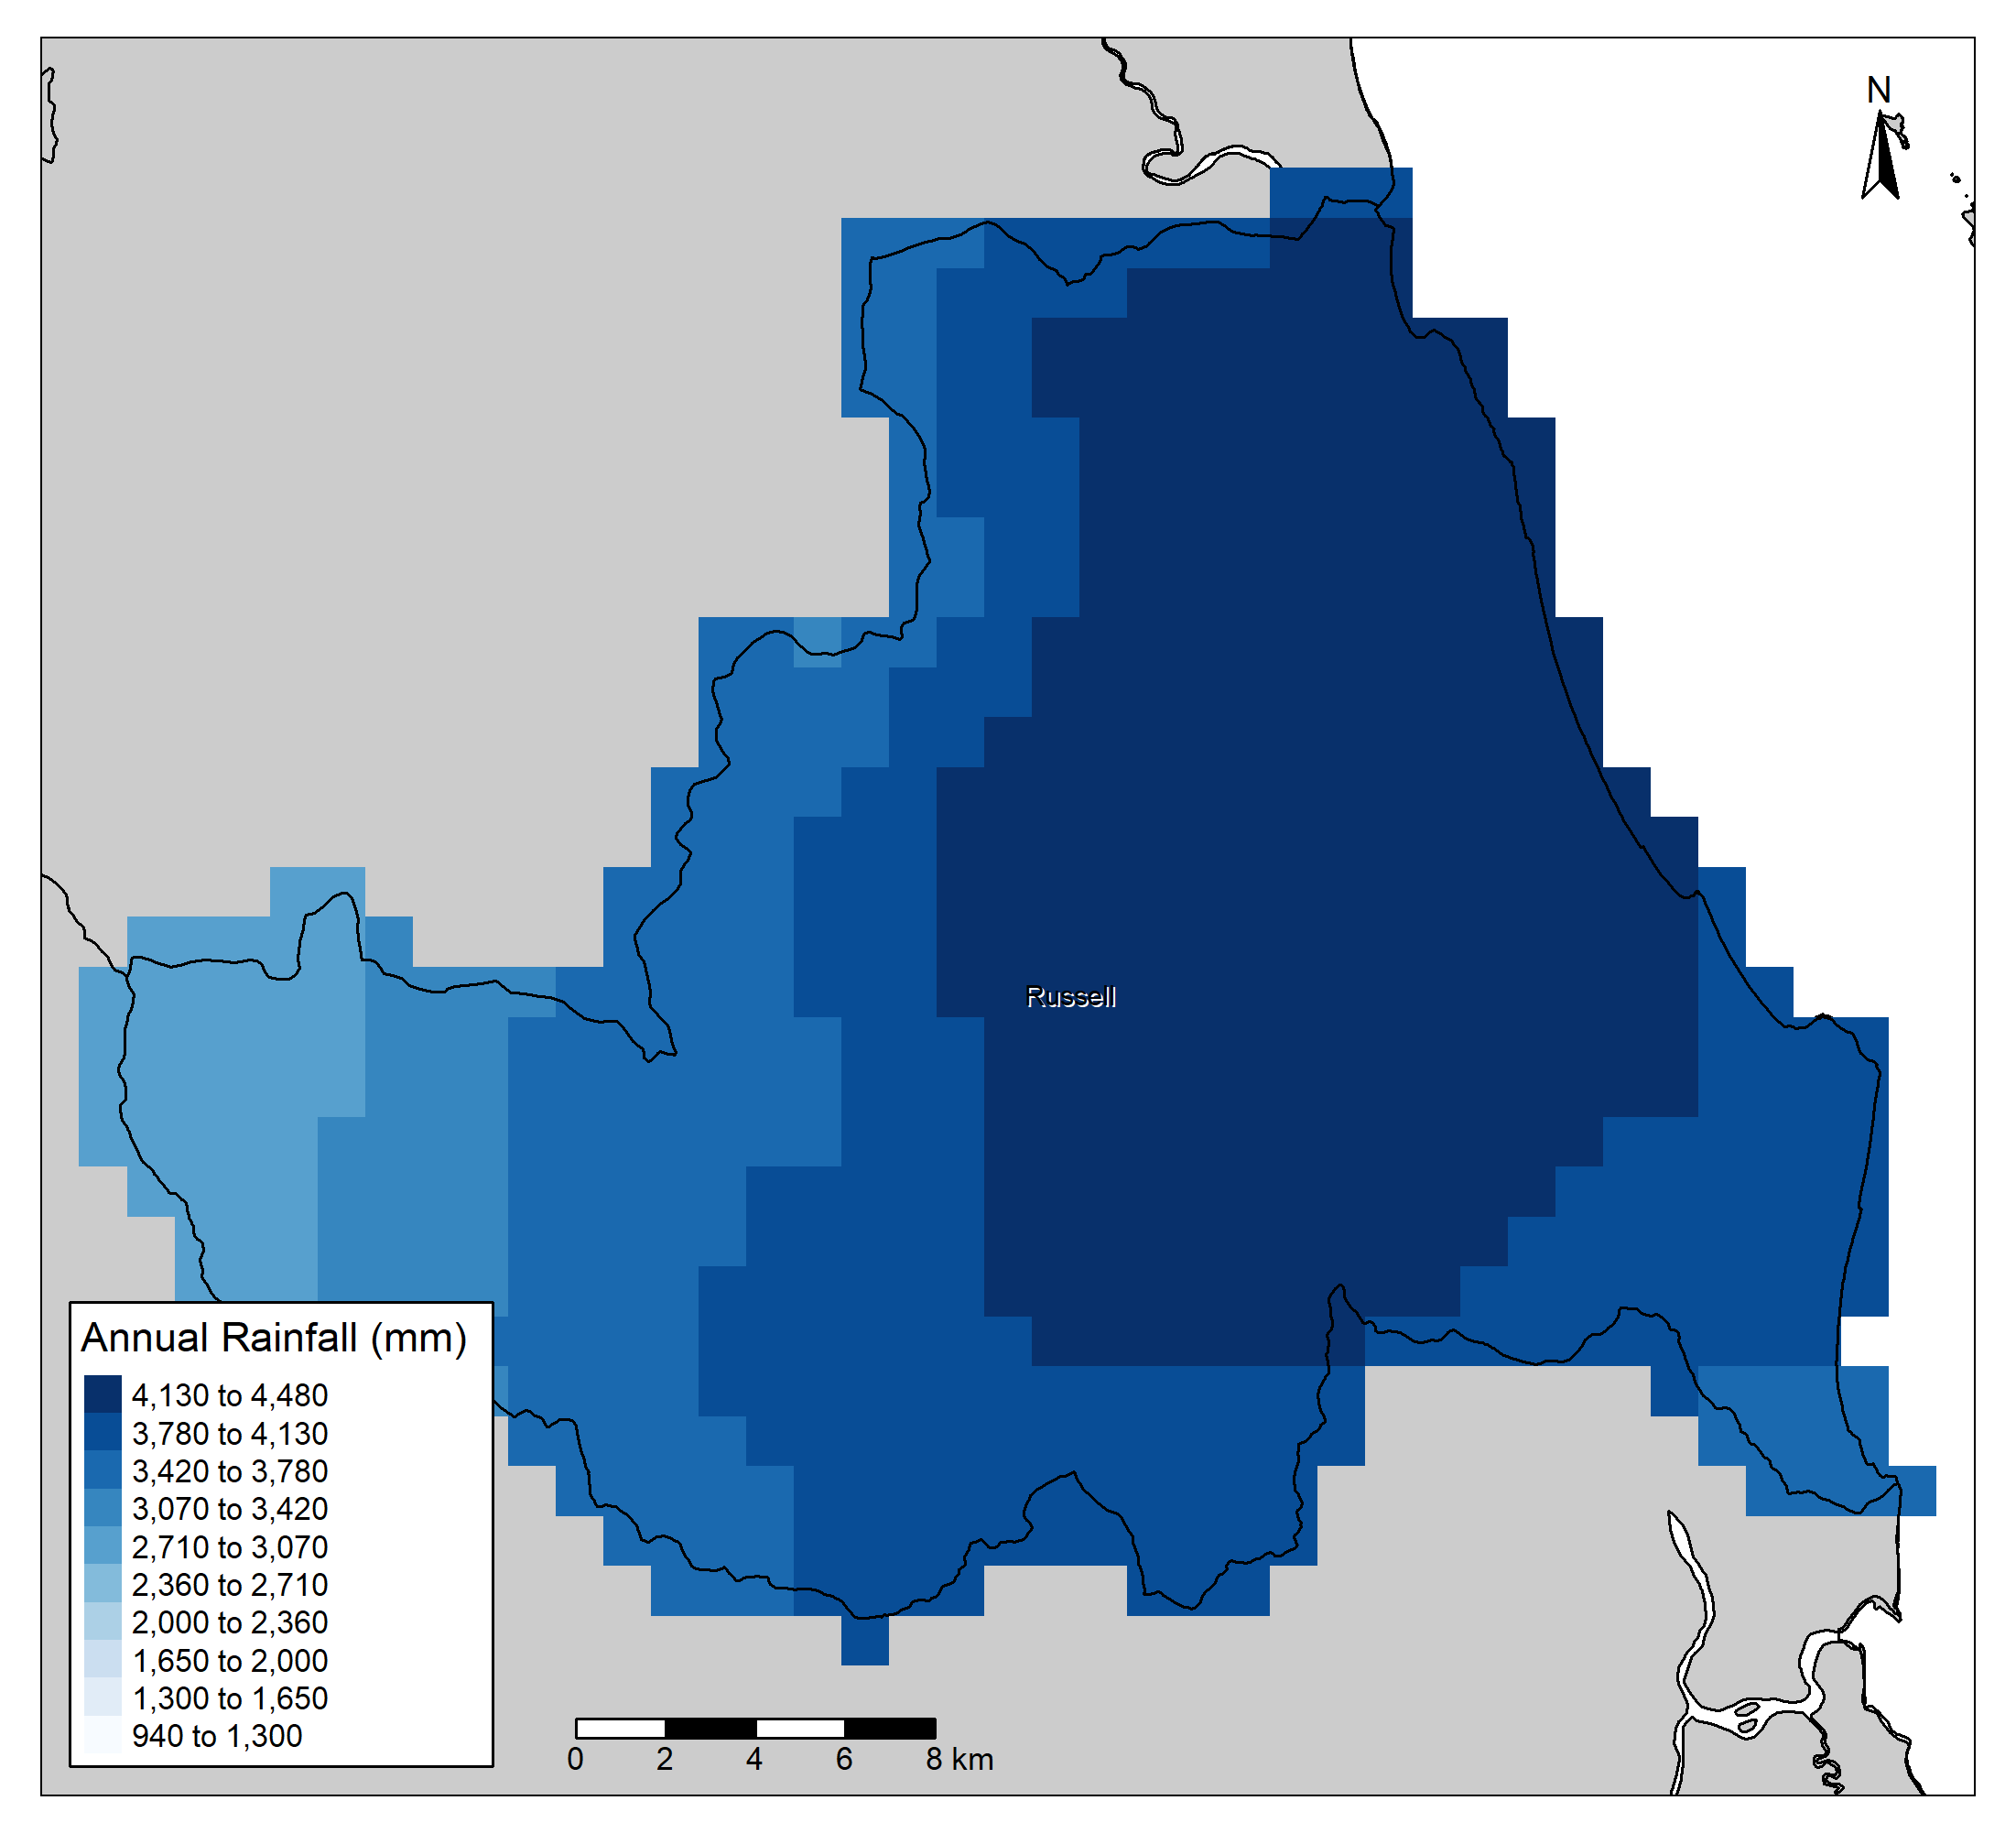 N
Russell
Annual Rainfall (mm)
4,130 to 4,480
3,780 to 4,130
3,420 to 3,780
3,070 to 3,420
2,710 to 3,070
2,360 to 2,710
2,000 to 2,360
1,650 to 2,000
1,300 to 1,650
940 to 1,300
0 2 4 6 8 km